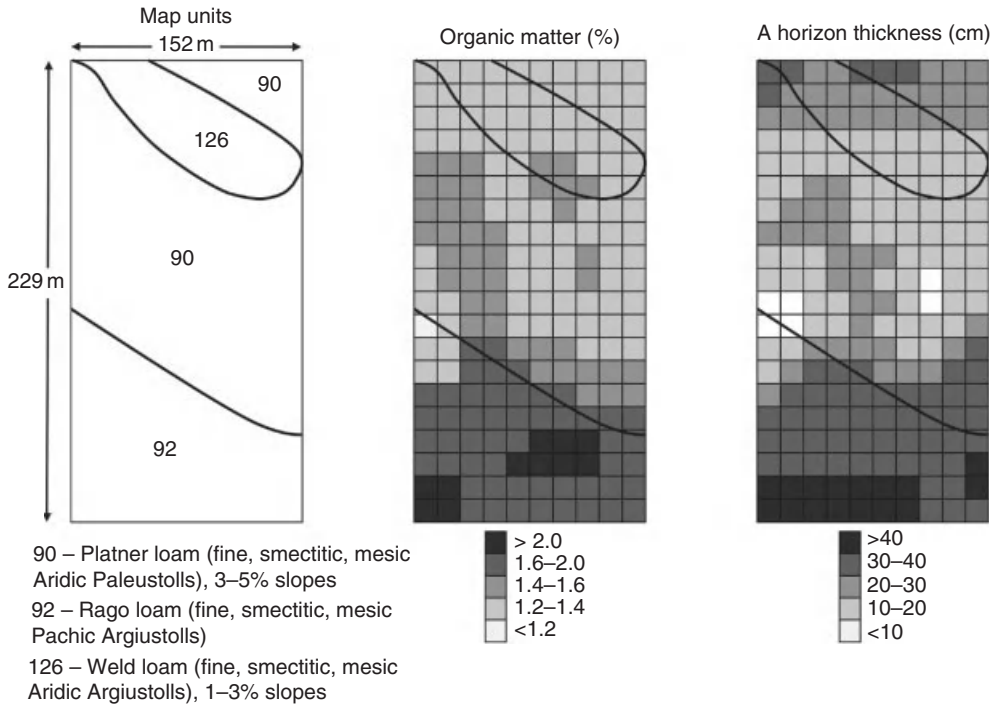 Map units
152 m
90
126
90
229 m
92
90 – Platner loam (fine, smectitic, mesic
Aridic Paleustolls), 3–5% slopes
92 – Rago loam (fine, smectitic, mesic
Pachic Argiustolls)
126 – Weld loam (fine, smectitic, mesic
Aridic Argiustolls), 1–3% slopes
Organic matter (%)
> 2.0
1.6–2.0
1.4–1.6
1.2–1.4
<1.2
A horizon thickness (cm)
>40
30–40
20–30
10–20
<10